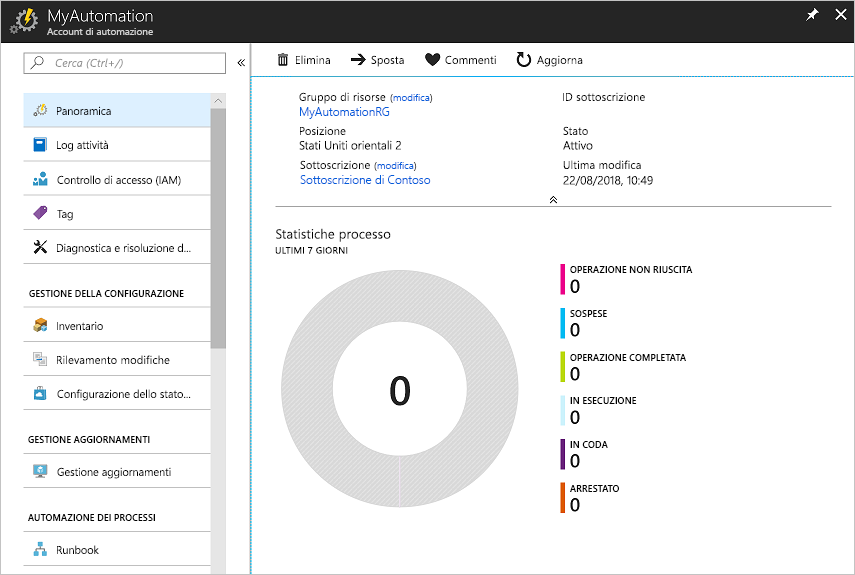 MyAutomation
Account di automazione
Cerca (Ctrl+/)
Panoramica
Log attività
Controllo di accesso (IAM)
Tag
Diagnostica e risoluzione d...
GESTIONE DELLA CONFIGURAZIONE
Inventario
Rilevamento modifiche
Configurazione dello stato...
GESTIONE AGGIORNAMENTI
Gestione aggiornamenti
AUTOMAZIONE DEI PROCESSI
Runbook
Elimina Sposta Commenti Aggiorna
Gruppo di risorse (modifica)
MyAutomationRG
Posizione
Stati Uniti orientali 2
Sottoscrizione (modifica)
Sottoscrizione di Contoso
ID sottoscrizione
Stato
Attivo
Ultima modifica
22/08/2018, 10:49
Statistiche processo
ULTIMI 7 GIORNI
0
OPERAZIONE NON RIUSCITA
0
SOSPESE
0
OPERAZIONE COMPLETATA
0
IN ESECUZIONE
0
IN CODA
0
ARRESTATO
0